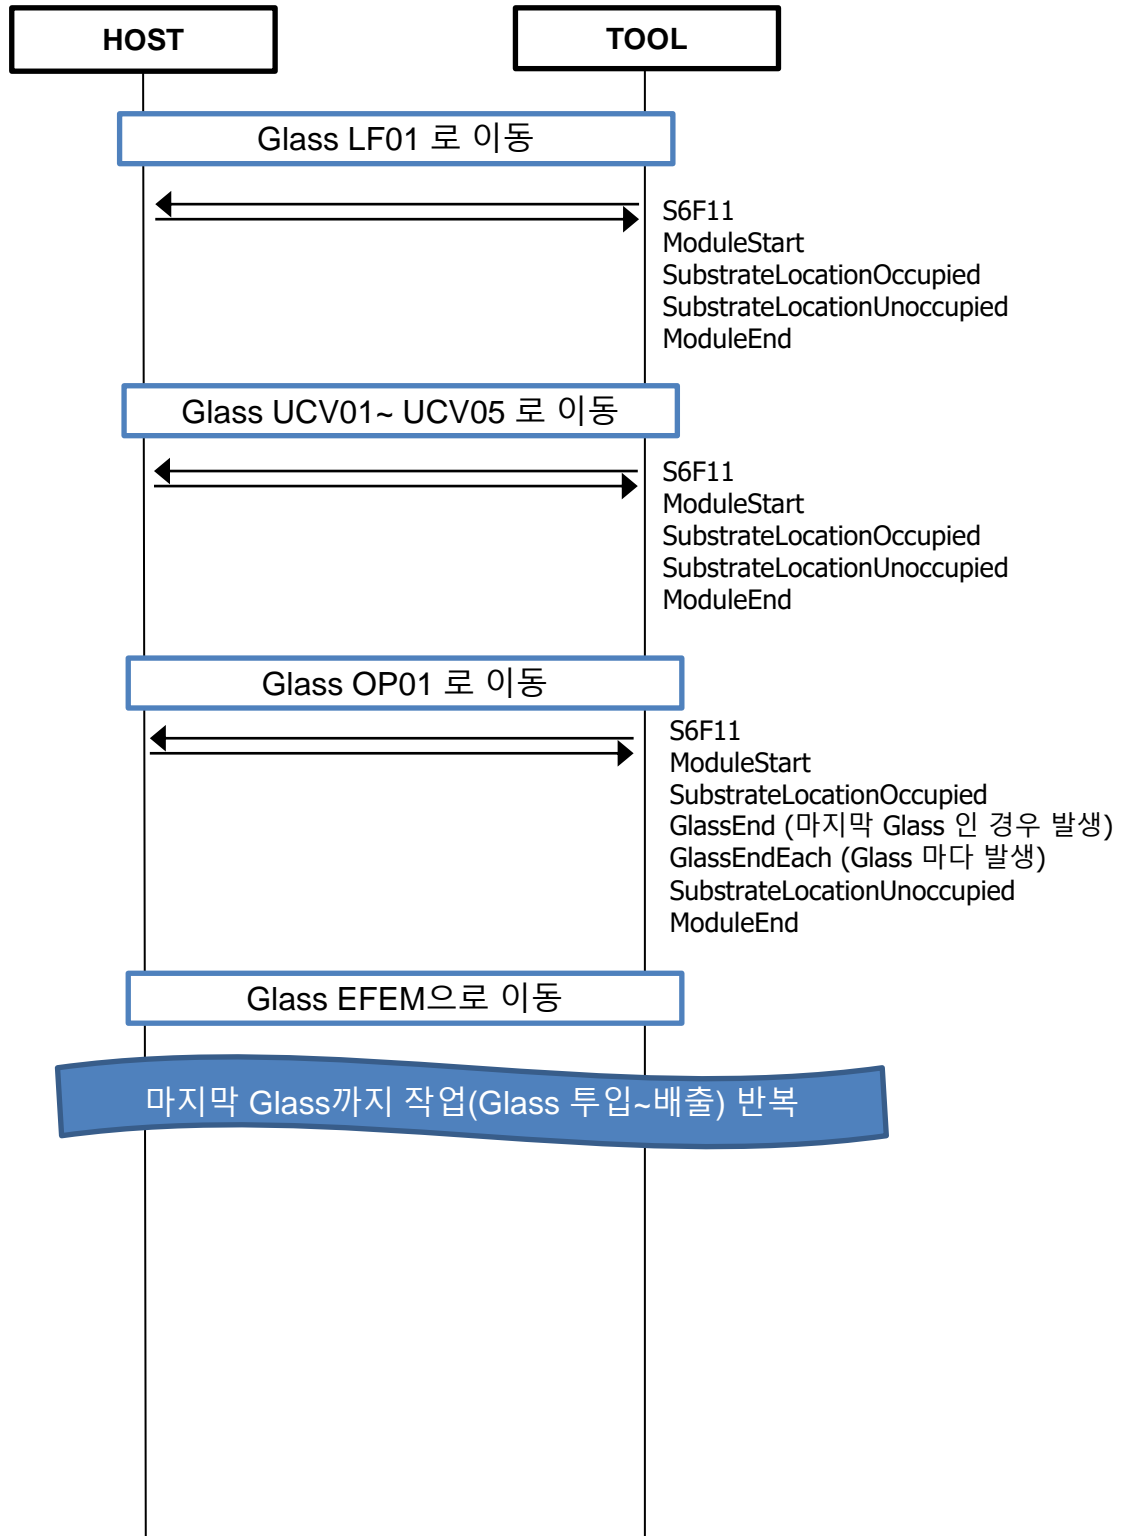 HOST
TOOL
Glass LF01 로 이동
S6F11
ModuleStart
SubstrateLocationOccupied
SubstrateLocationUnoccupied
ModuleEnd
Glass UCV01~ UCV05 로 이동
S6F11
ModuleStart
SubstrateLocationOccupied
SubstrateLocationUnoccupied
ModuleEnd
Glass OP01 로 이동
S6F11
ModuleStart
SubstrateLocationOccupied
GlassEnd (마지막 Glass 인 경우 발생)
GlassEndEach (Glass 마다 발생)
SubstrateLocationUnoccupied
ModuleEnd
Glass EFEM으로 이동
마지막 Glass까지 작업(Glass 투입~배출) 반복